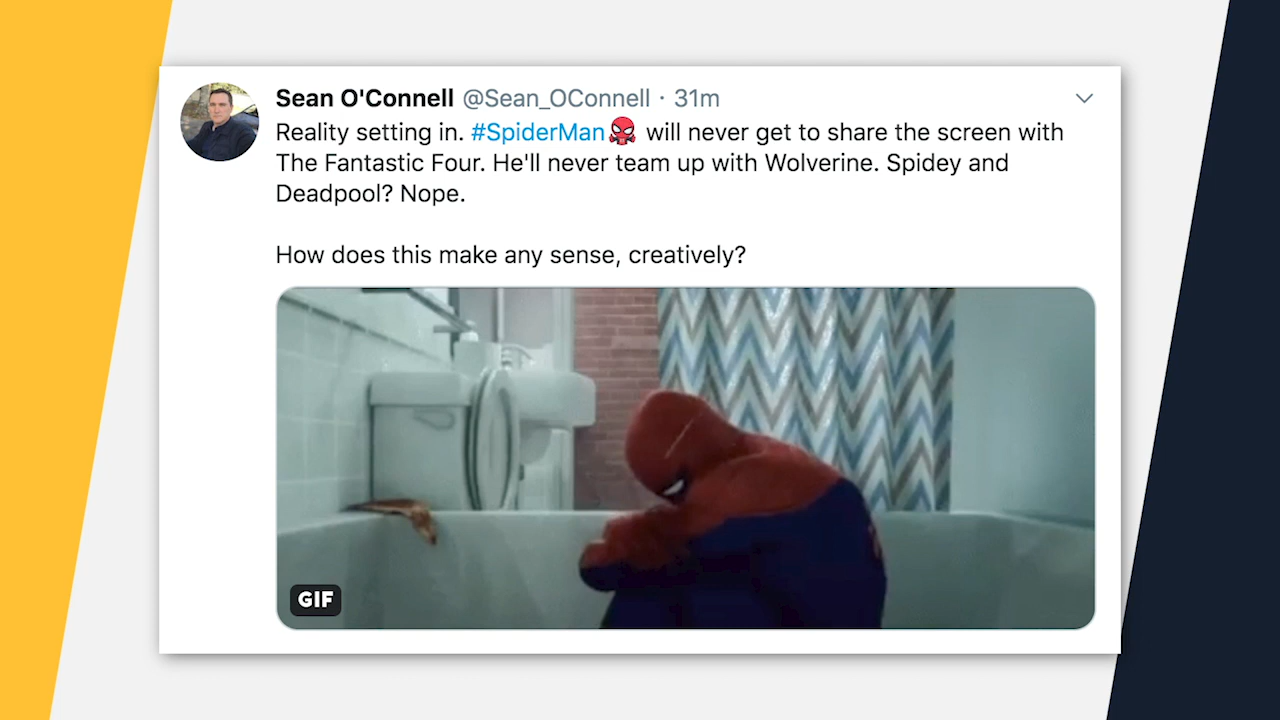 Sean O'Connell @Sean_OConnell · 31m
Reality setting in. #SpiderMan will never get to share the screen with
The Fantastic Four. He'll never team up with Wolverine. Spidey and
Deadpool? Nope.
How does this make any sense, creatively?
GIF